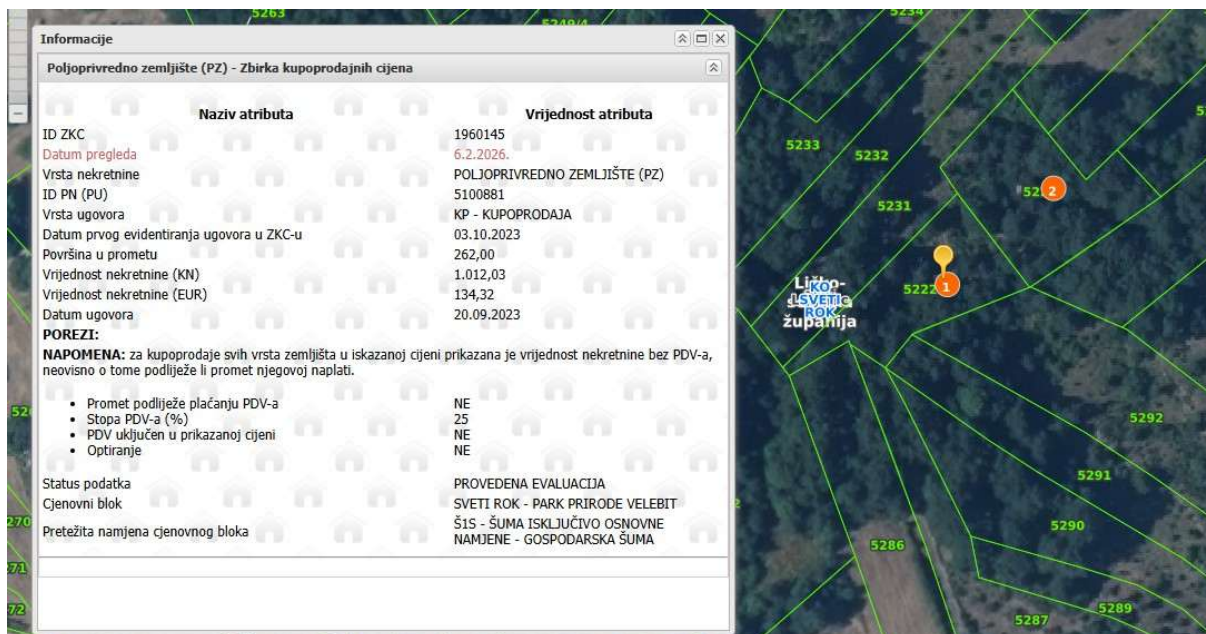 5263
5249/4
5234
Informacije
Poljoprivredno zemljište (PZ) - Zbirka kupoprodajnih cijena
Naziv atributa Vrijednost atributa
ID ZKC 1960145
Datum pregleda 6.2.2026.
Vrsta nekretnine POLJOPRIVREDNO ZEMLJIŠTE (PZ)
ID PN (PU) 5100881
Vrsta ugovora KP - KUPOPRODAJA
Datum prvog evidentiranja ugovora u ZKC-u 03.10.2023
Površina u prometu 262,00
Vrijednost nekretnine (KN) 1.012,03
Vrijednost nekretnine (EUR) 134,32
Datum ugovora 20.09.2023
POREZI:
NAPOMENA: za kupoprodaje svih vrsta zemljišta u iskazanoj cijeni prikazana je vrijednost nekretnine bez PDV-a,
neovisno o tome podliježe li promet njegovoj naplati.
• Promet podliježe plaćanju PDV-a NE
• Stopa PDV-a (%) 25
• PDV uključen u prikazanoj cijeni NE
• Optiranje NE
Status podatka PROVEDENA EVALUACIJA
Cjenovni blok SVETI ROK - PARK PRIRODE VELEBIT
Pretežita namjena cjenovnog bloka Š1S - ŠUMA ISKLJUČIVO OSNOVNE
NAMJENE - GOSPODARSKA ŠUMA
5233
5232
2
5231
5222
1
Ličko-
KO
SVETI
ROK
županija
5292
5291
5290
5286
5289
5287